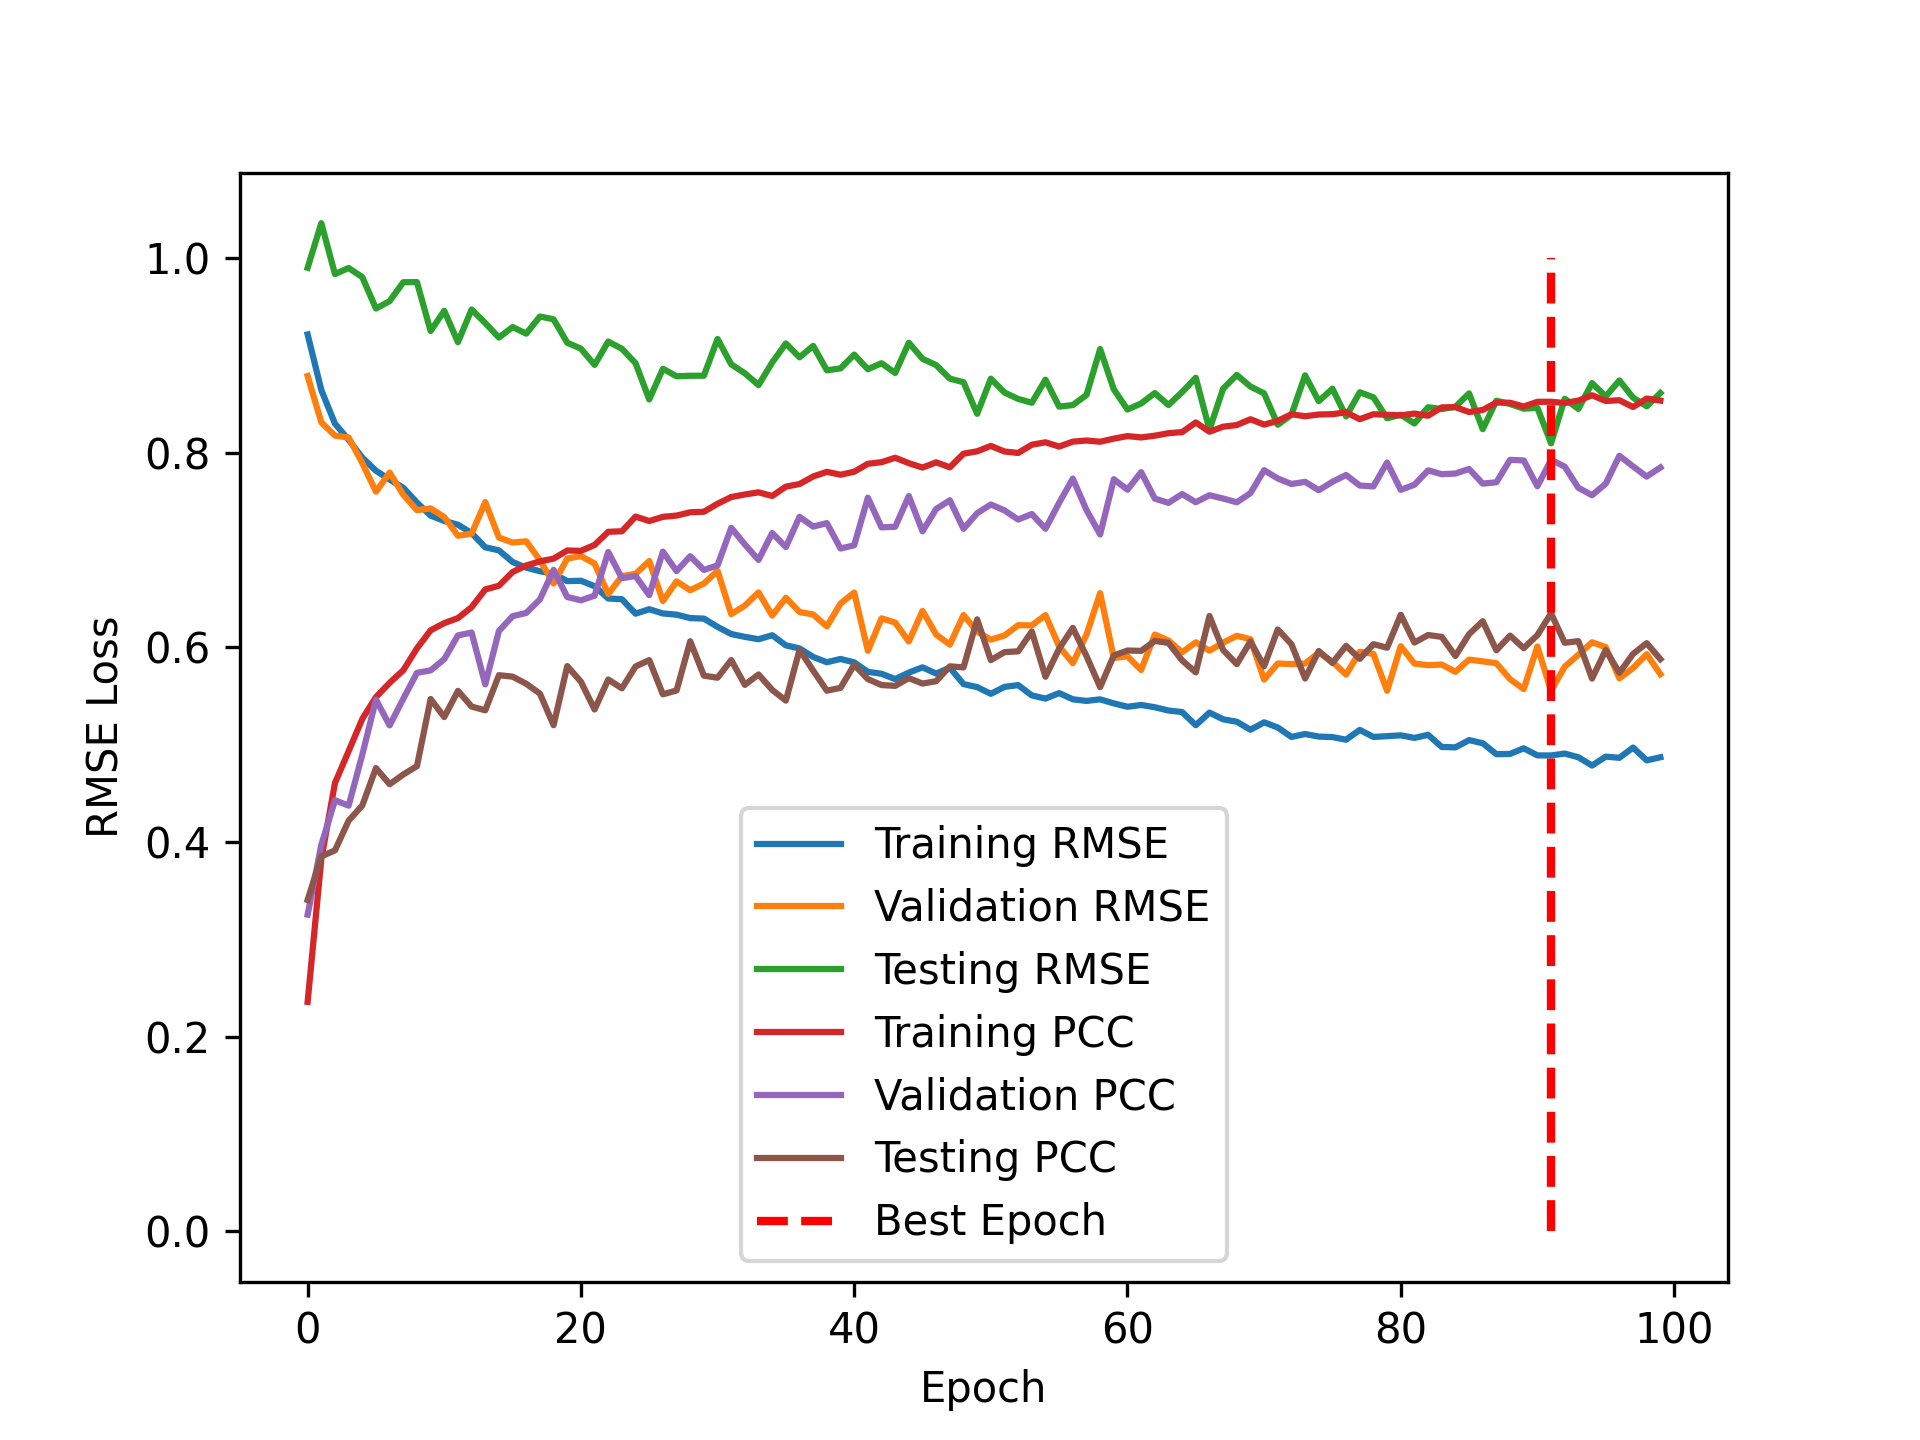 1.0
0.8
0.6
0.4
0.2
0.0
RMSE Loss
Training RMSE
Validation RMSE
Testing RMSE
Training PCC
Validation PCC
Testing PCC
Best Epoch
0 20 40 60 80 100
Epoch